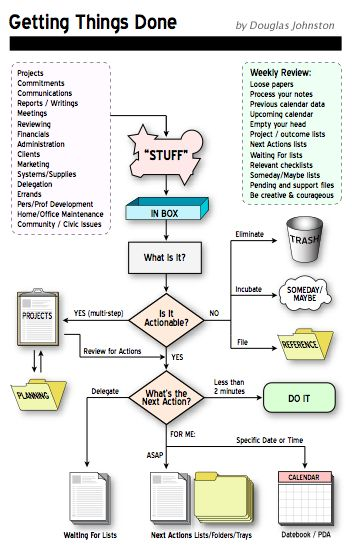 Getting Things Done
by Douglas Johnston
Projects
Commitments
Communications
Reports / Writings
Meetings
Reviewing
Financials
Administration
Clients
Marketing
Systems/Supplies
Delegation
Errands
Pers/Prof Development
Home/Office Maintenance
Community / Civic Issues
"STUFF"
Weekly Review:
Loose papers
Process your notes
Previous calendar data
Upcoming calendar
Empty your head
Project / outcome lists
Next Actions lists
Waiting For lists
Relevant checklists
Someday/Maybe lists
Pending and support files
Be creative & courageous
IN BOX
What Is It?
Eliminate
TRASH
Incubate
SOMEDAY/
MAYBE
File
REFERENCE
Is It
Actionable?
NO
YES (multi-step)
PROJECTS
Review for Actions
YES
PLANNING
What's the
Next Action?
Less than
2 minutes
DO IT
Delegate
FOR ME:
ASAP
Specific Date or Time
CALENDAR
Waiting For Lists
Next Actions Lists/Folders/Trays
Datebook / PDA